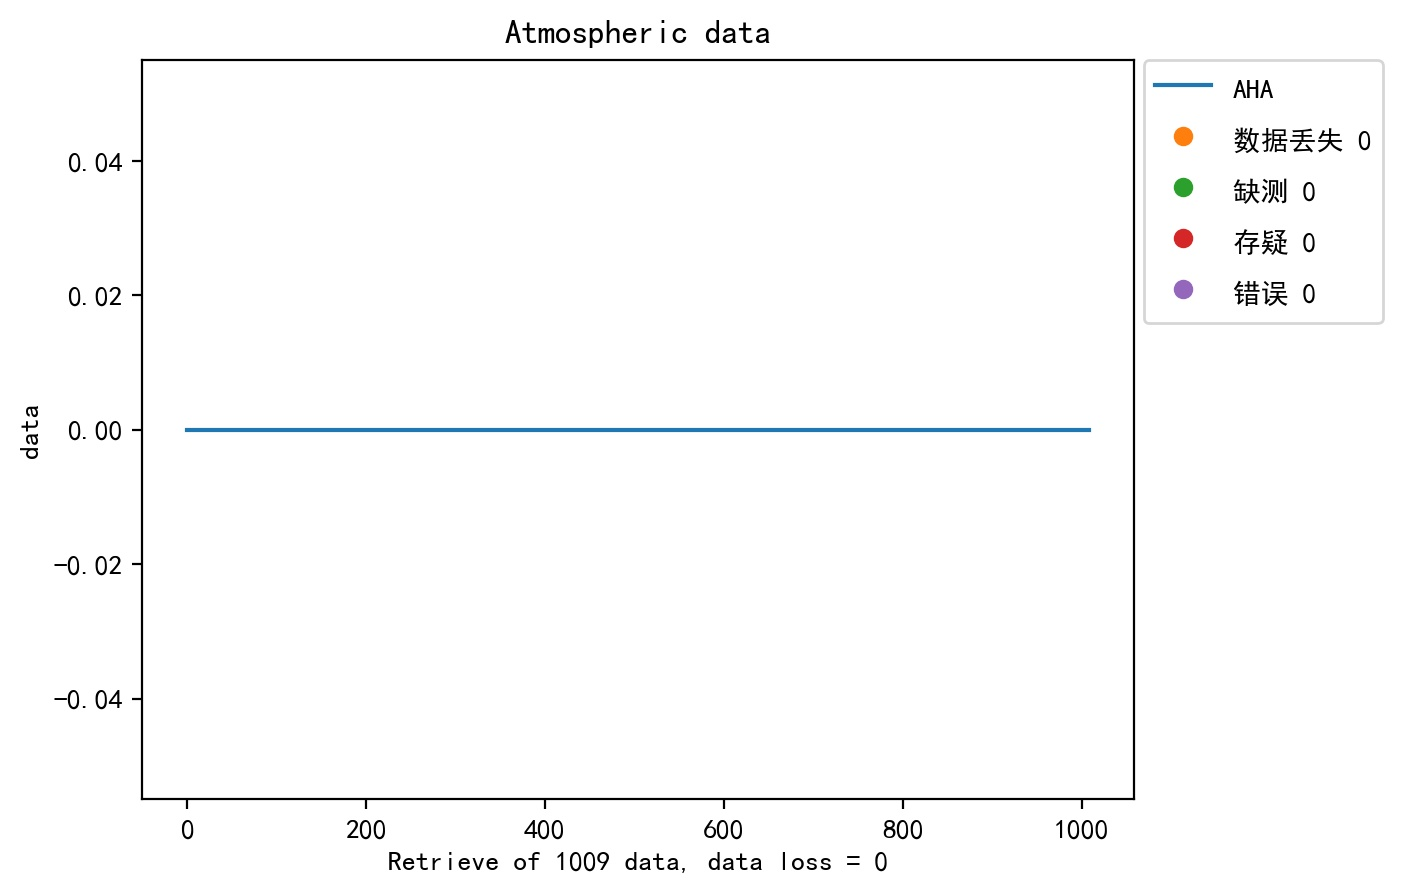 Atmospheric data
AHA
数据丢失 0
缺测 0
存疑 0
错误 0
data
0.04
0.02
0.00
-0.02
-0.04
0 200 400 600 800 1000
Retrieve of 1009 data, data loss = 0